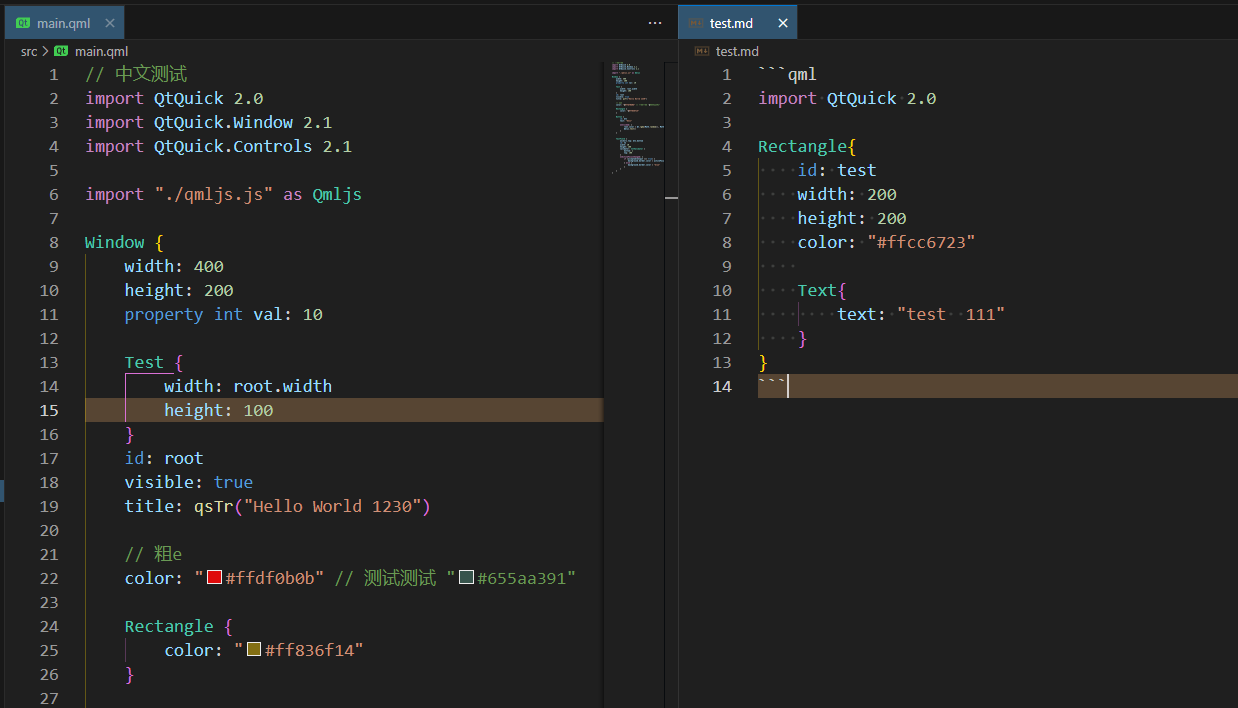 main.qml
src > main.qml
1 // 中文测试
2 import QtQuick 2.0
3 import QtQuick.Window 2.1
4 import QtQuick.Controls 2.1
5
6 import "./qmljs.js" as Qmljs
7
8 Window {
9     width: 400
10     height: 200
11     property int val: 10
12
13     Test {
14         width: root.width
15         height: 100
16     }
17     id: root
18     visible: true
19     title: qsTr("Hello World 1230")
20
21     // 粗e
22     color: "#ffdf0b0b" // 测试测试 "#655aa391"
23
24     Rectangle {
25         color: "#ff836f14"
26     }
27
test.md
test.md
1 ```qml
2 import QtQuick 2.0
3
4 Rectangle{
5     id: test
6     width: 200
7     height: 200
8     color: "#ffcc6723"
9
10     Text{
11         text: "test  111"
12     }
13 }
14 ```